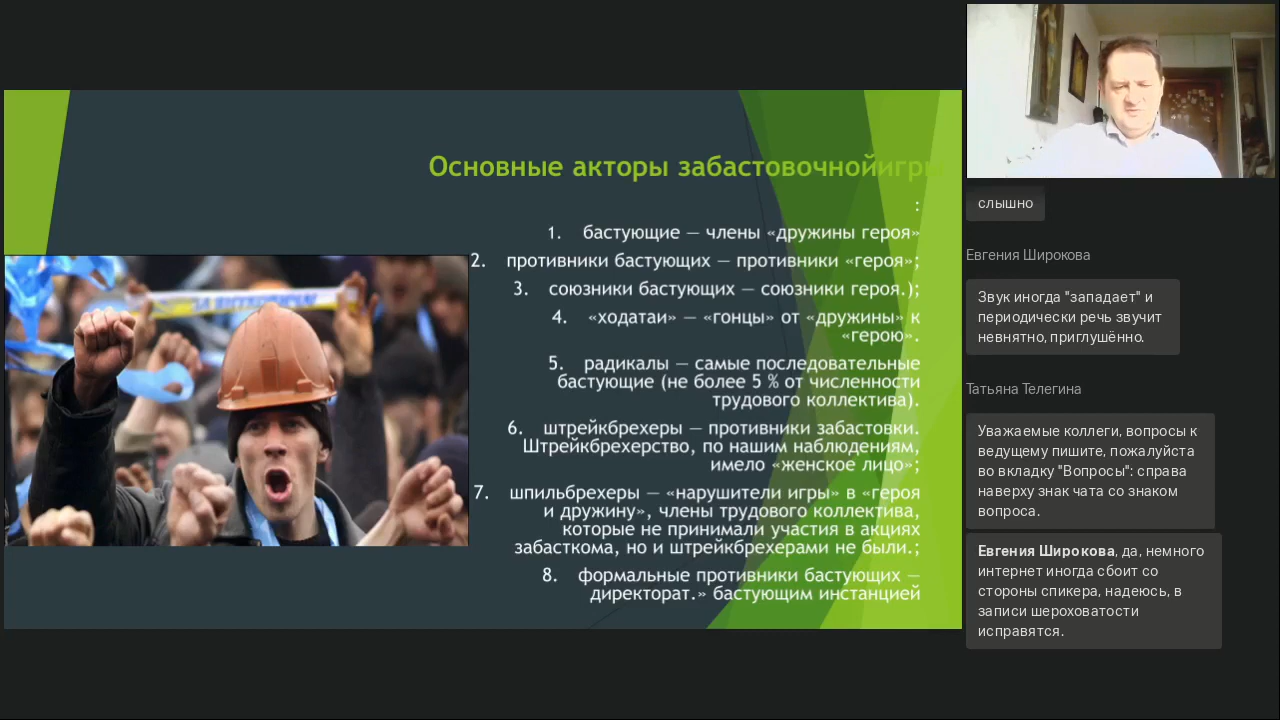 Основные акторы забастовочнойигры
:
1. бастующие — члены «дружины героя»
2. противники бастующих — противники «героя»;
3. союзники бастующих — союзники героя.);
4. «ходатаи» — «гонцы» от «дружины» к
«герою».
5. радикалы — самые последовательные
бастующие (не более 5 % от численности
трудового коллектива).
6. штрейкбрехеры — противники забастовки.
Штрейкбрехерство, по нашим наблюдениям,
имело «женское лицо»;
7. шпильбрехеры — «нарушители игры» в «героя
и дружину», члены трудового коллектива,
которые не принимали участия в акциях
забасткома, но и штрейкбрехерами не были.;
8. формальные противники бастующих —
директорат.» бастующим инстанцией
слышно
Евгения Широкова
Звук иногда "западает" и
периодически речь звучит
невнятно, приглушённо.
Татьяна Телегина
Уважаемые коллеги, вопросы к
ведущему пишите, пожалуйста
во вкладку "Вопросы": справа
наверху знак чата со знаком
вопроса.
Евгения Широкова, да, немного
интернет иногда сбоит со
стороны спикера, надеюсь, в
записи шероховатости
исправятся.